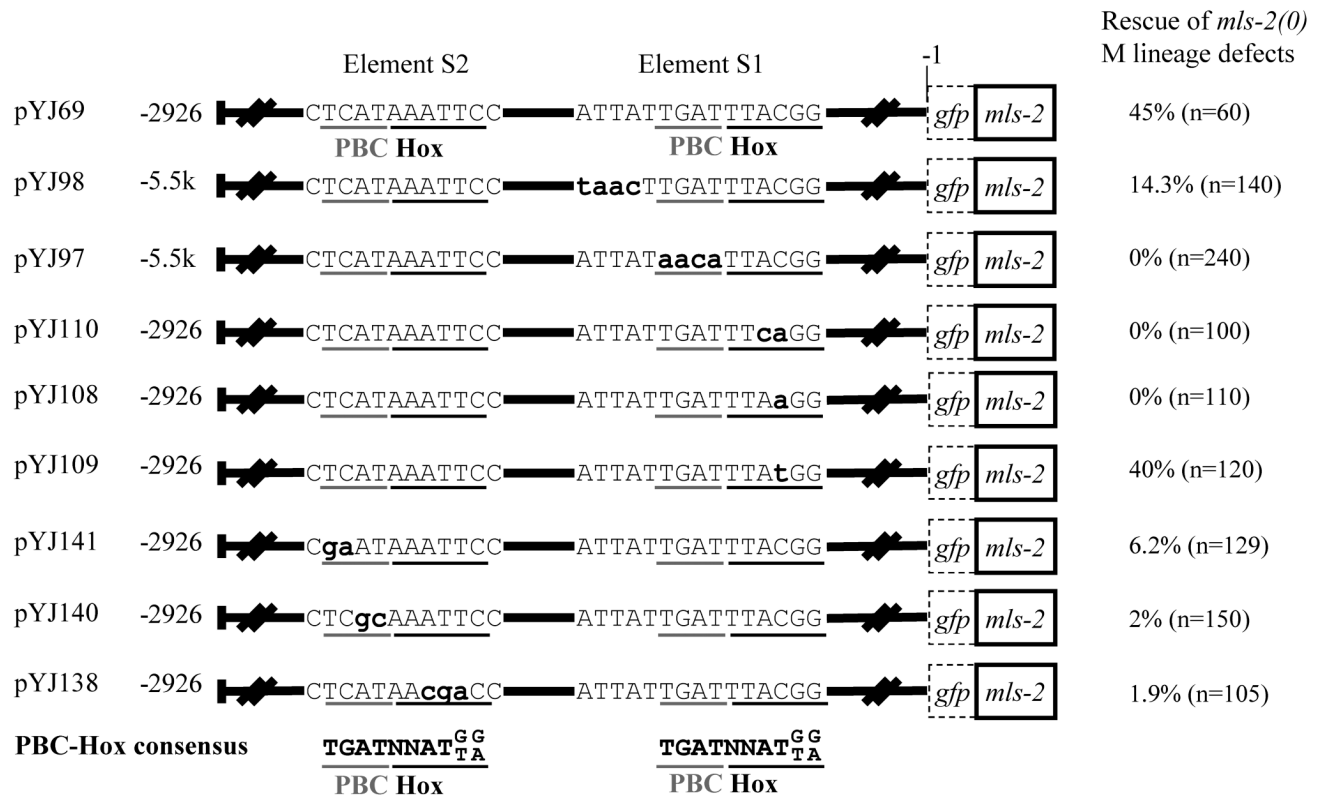 Rescue of mls-2(0)
M lineage defects
Element S2 Element S1 -1
pYJ69 -2926 CTCATAAATTCC ATTATTGATTTACGG gfp mls-2 45% (n=60)
PBC Hox PBC Hox
pYJ98 -5.5k CTCATAAATTCC taacTTGATTTACGG gfp mls-2 14.3% (n=140)
pYJ97 -5.5k CTCATAAATTCC ATTATaacaTTACGG gfp mls-2 0% (n=240)
pYJ110 -2926 CTCATAAATTCC ATTATTGATTTcaGG gfp mls-2 0% (n=100)
pYJ108 -2926 CTCATAAATTCC ATTATTGATTTAaGG gfp mls-2 0% (n=110)
pYJ109 -2926 CTCATAAATTCC ATTATTGATTTAtGG gfp mls-2 40% (n=120)
pYJ141 -2926 CgaATAAATTCC ATTATTGATTTACGG gfp mls-2 6.2% (n=129)
pYJ140 -2926 CTCgcAAATTCC ATTATTGATTTACGG gfp mls-2 2% (n=150)
pYJ138 -2926 CTCATAAcgaCC ATTATTGATTTACGG gfp mls-2 1.9% (n=105)
GG GG
PBC-Hox consensus TGATNNAT TGATNNAT
TA TA
PBC Hox PBC Hox